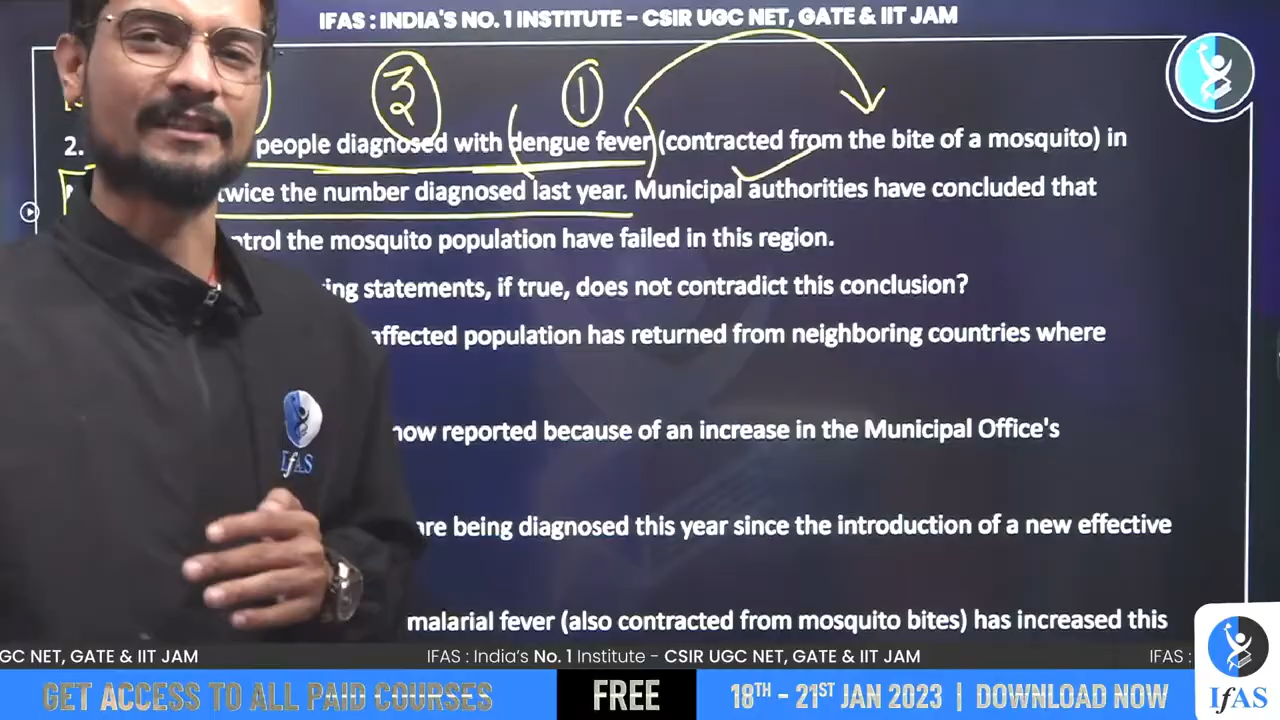 IFAS : INDIA'S NO. 1 INSTITUTE – CSIR UGC NET, GATE & IIT JAM
३ ①
2. people diagnosed with dengue fever (contracted from the bite of a mosquito) in
twice the number diagnosed last year. Municipal authorities have concluded that
the mosquito population have failed in this region.
statements, if true, does not contradict this conclusion?
affected population has returned from neighboring countries where
now reported because of an increase in the Municipal Office's
are being diagnosed this year since the introduction of a new effective
malarial fever (also contracted from mosquito bites) has increased this
IfAS
GC NET, GATE & IIT JAM IFAS : India's No. 1 Institute – CSIR UGC NET, GATE & IIT JAM IFAS :
GET ACCESS TO ALL PAID COURSES FREE 18TH - 21ST JAN 2023 | DOWNLOAD NOW
IfAS